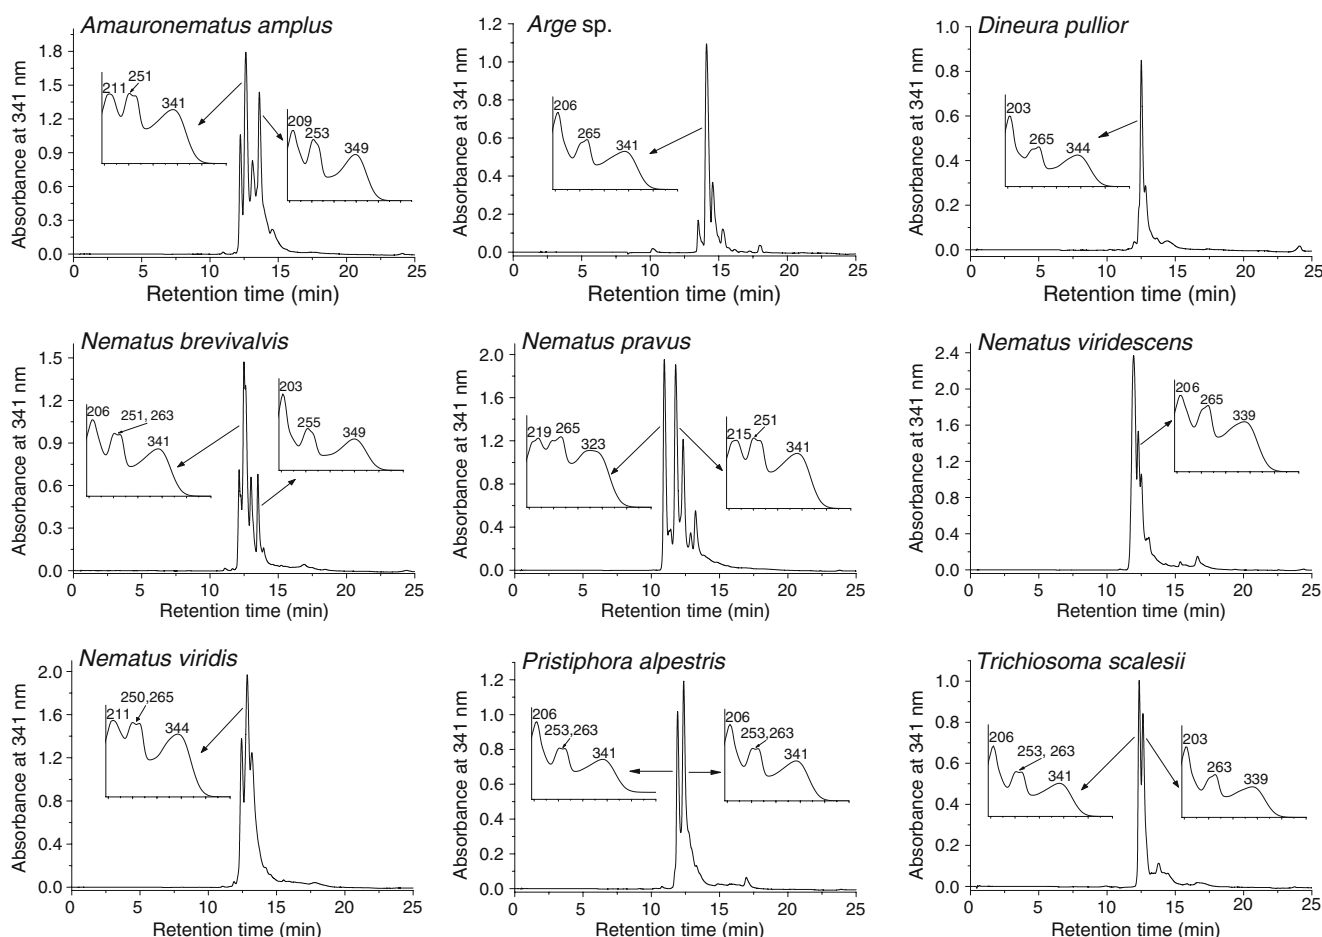 Amauronematus amplus
Absorbance at 341 nm
1.8
1.5
1.2
0.9
0.6
0.3
0.0
211
251
341
209
253
349
0 5 10 15 20 25
Retention time (min)
Arge sp.
Absorbance at 341 nm
1.2
1.0
0.8
0.6
0.4
0.2
0.0
206
265
341
0 5 10 15 20 25
Retention time (min)
Dineura pullior
Absorbance at 341 nm
1.0
0.8
0.6
0.4
0.2
0.0
203
265
344
0 5 10 15 20 25
Retention time (min)
Nematus brevivalvis
Absorbance at 341 nm
1.5
1.2
0.9
0.6
0.3
0.0
206
251, 263
341
203
255
349
0 5 10 15 20 25
Retention time (min)
Nematus pravus
Absorbance at 341 nm
2.0
1.6
1.2
0.8
0.4
0.0
219
265
323
215
251
341
0 5 10 15 20 25
Retention time (min)
Nematus viridescens
Absorbance at 341 nm
2.4
2.0
1.6
1.2
0.8
0.4
0.0
206
265
339
0 5 10 15 20 25
Retention time (min)
Nematus viridis
Absorbance at 341 nm
2.0
1.6
1.2
0.8
0.4
0.0
211
250,265
344
0 5 10 15 20 25
Retention time (min)
Pristiphora alpestris
Absorbance at 341 nm
1.2
1.0
0.8
0.6
0.4
0.2
0.0
206
253,263
341
206
253,263
341
0 5 10 15 20 25
Retention time (min)
Trichiosoma scalesii
Absorbance at 341 nm
1.0
0.8
0.6
0.4
0.2
0.0
206
253, 263
341
203
263
339
0 5 10 15 20 25
Retention time (min)